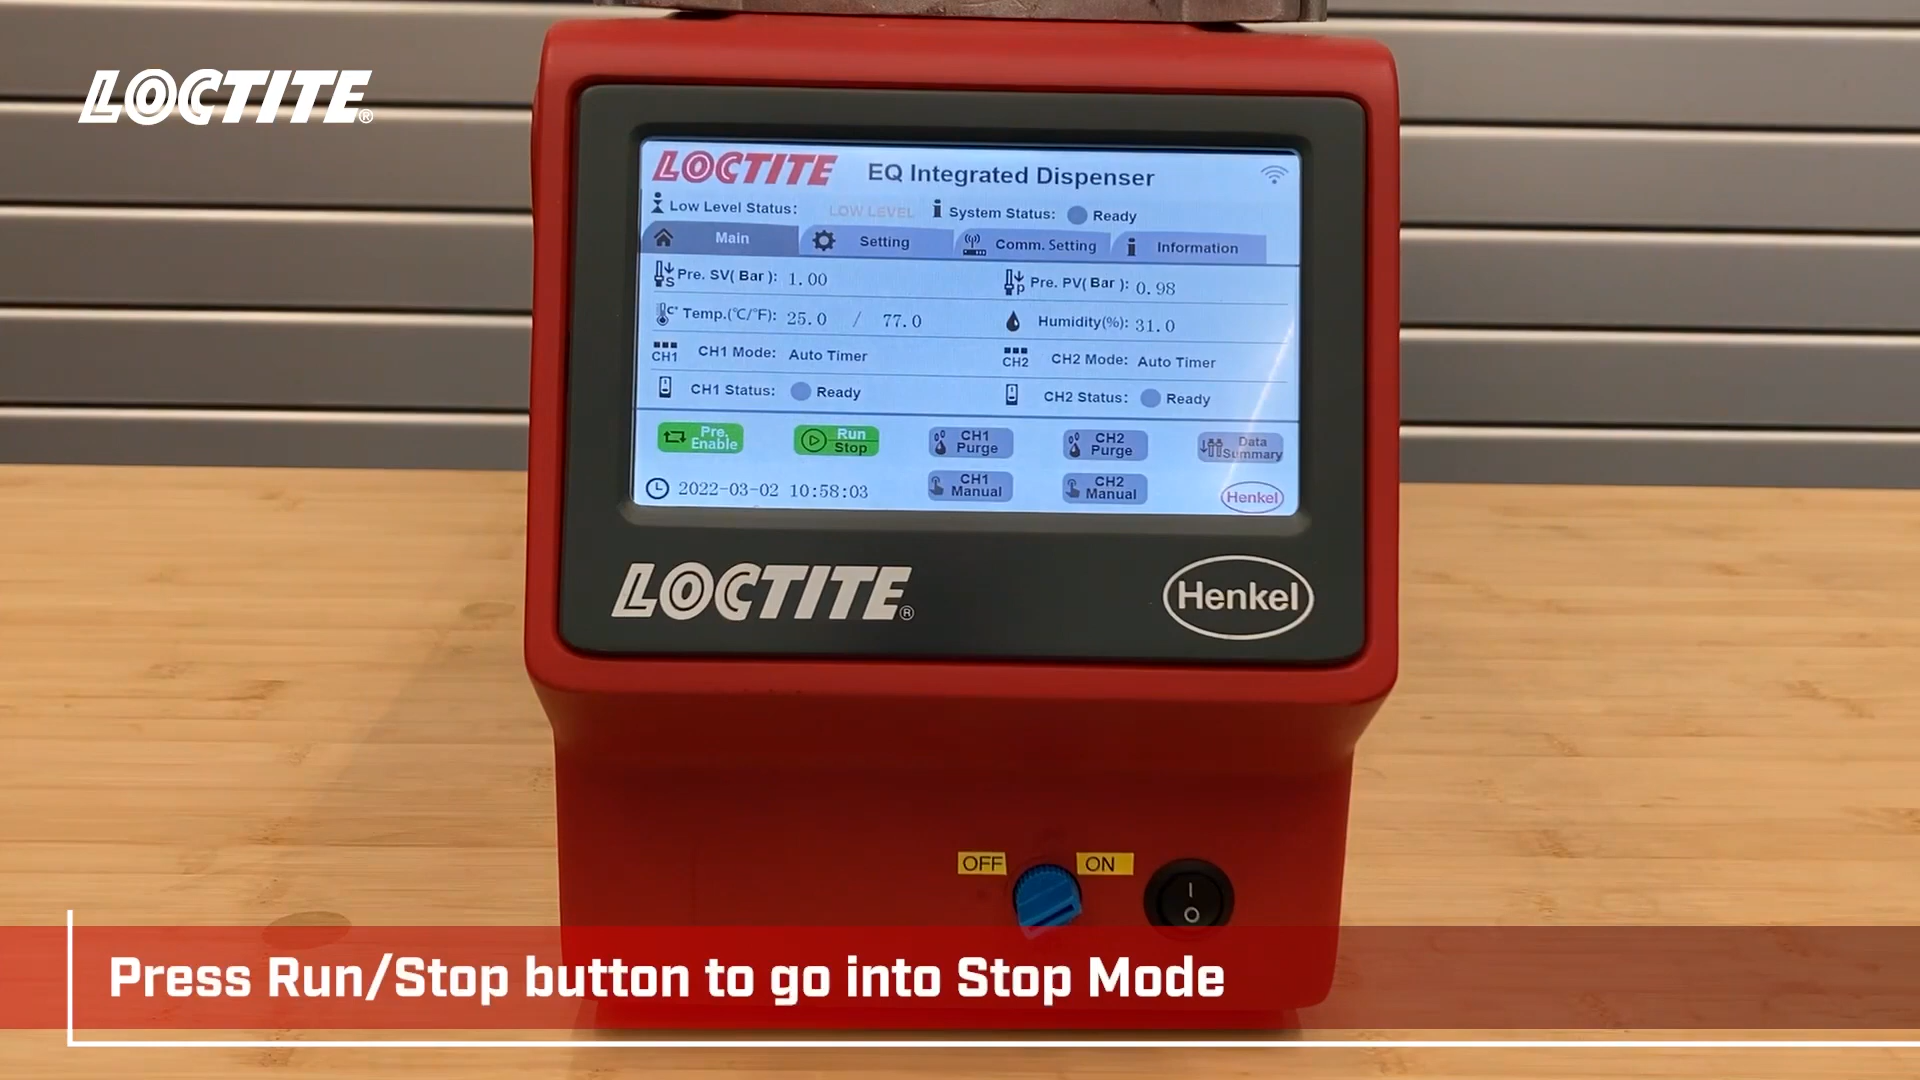 LOCTITE®
LOCTITE EQ Integrated Dispenser
Low Level Status: LOW LEVEL System Status: Ready
Main Setting Comm. Setting Information
Pre. SV( Bar ): 1.00 Pre. PV( Bar ): 0.98
Temp.(℃/℉): 25.0 / 77.0 Humidity(%): 31.0
CH1 CH1 Mode: Auto Timer CH2 CH2 Mode: Auto Timer
CH1 Status: Ready CH2 Status: Ready
Pre. Enable Run Stop CH1 Purge CH2 Purge Data Summary
2022-03-02 10:58:03 CH1 Manual CH2 Manual Henkel
LOCTITE® Henkel
OFF ON
Press Run/Stop button to go into Stop Mode